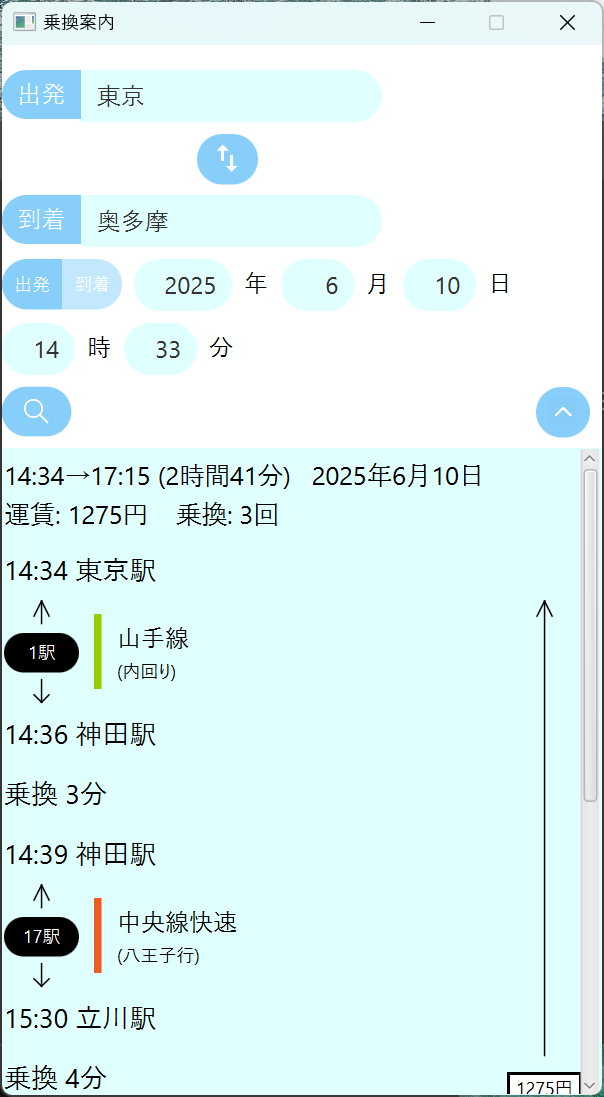 乗換案内
出発 東京
到着 奥多摩
出発 到着 2025 年 6 月 10 日
14 時 33 分
14:34→17:15 (2時間41分) 2025年6月10日
運賃: 1275円 乗換: 3回
14:34 東京駅
1駅 山手線
(内回り)
14:36 神田駅
乗換 3分
14:39 神田駅
17駅 中央線快速
(八王子行)
15:30 立川駅
乗換 4分
1275円